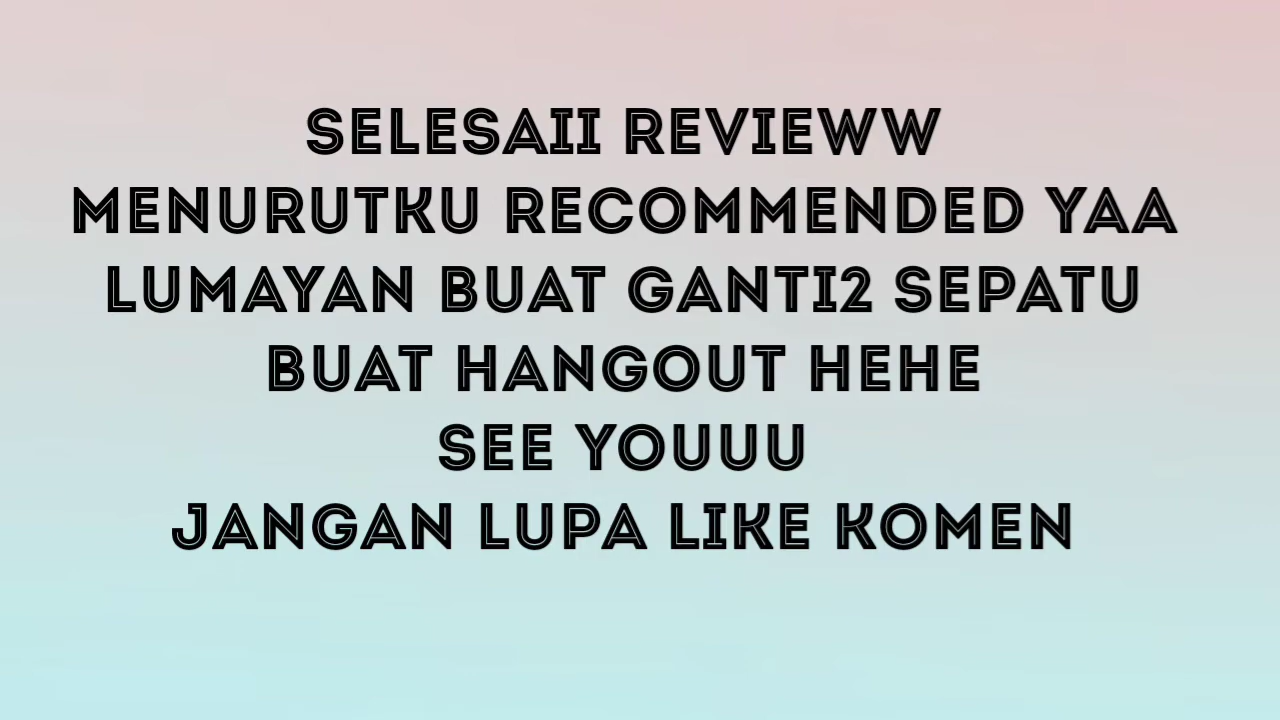 SELESAII REVIEWW
MENURUTKU RECOMMENDED YAA
LUMAYAN BUAT GANTI2 SEPATU
BUAT HANGOUT HEHE
SEE YOUUU
JANGAN LUPA LIKE KOMEN